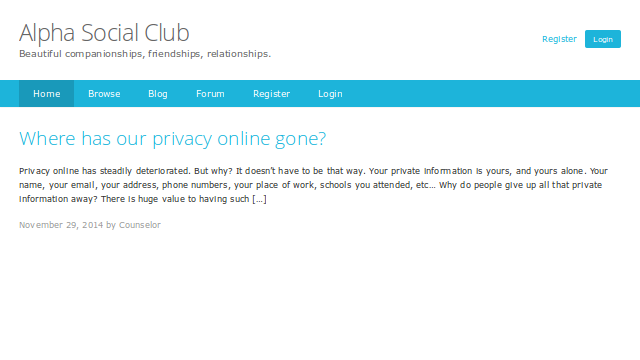 Alpha Social Club
Beautiful companionships, friendships, relationships.
Register Login
Home Browse Blog Forum Register Login
Where has our privacy online gone?
Privacy online has steadily deteriorated. But why? It doesn't have to be that way. Your private information is yours, and yours alone. Your
name, your email, your address, phone numbers, your place of work, schools you attended, etc... Why do people give up all that private
information away? There is huge value to having such [...]
November 29, 2014 by Counselor